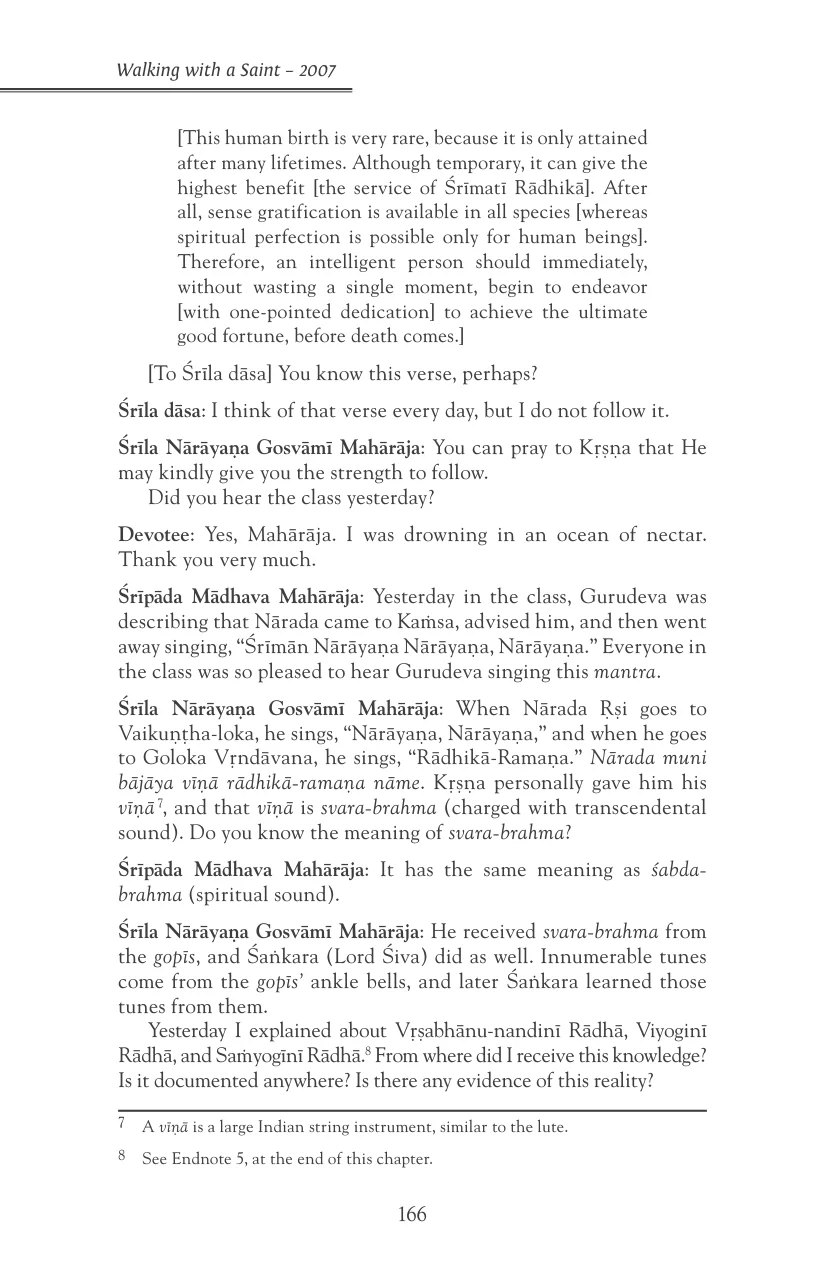 Walking with a Saint – 2007
[This human birth is very rare, because it is only attained
after many lifetimes. Although temporary, it can give the
highest benefit [the service of Śrīmatī Rādhikā]. After
all, sense gratification is available in all species [whereas
spiritual perfection is possible only for human beings].
Therefore, an intelligent person should immediately,
without wasting a single moment, begin to endeavor
[with one-pointed dedication] to achieve the ultimate
good fortune, before death comes.]
[To Śrīla dāsa] You know this verse, perhaps?
Śrīla dāsa: I think of that verse every day, but I do not follow it.
Śrīla Nārāyaṇa Gosvāmī Mahārāja: You can pray to Kṛṣṇa that He
may kindly give you the strength to follow.
Did you hear the class yesterday?
Devotee: Yes, Mahārāja. I was drowning in an ocean of nectar.
Thank you very much.
Śrīpāda Mādhava Mahārāja: Yesterday in the class, Gurudeva was
describing that Nārada came to Kaṁsa, advised him, and then went
away singing, “Śrīmān Nārāyaṇa Nārāyaṇa, Nārāyaṇa.” Everyone in
the class was so pleased to hear Gurudeva singing this mantra.
Śrīla Nārāyaṇa Gosvāmī Mahārāja: When Nārada Ṛṣi goes to
Vaikuṇṭha-loka, he sings, “Nārāyaṇa, Nārāyaṇa,” and when he goes
to Goloka Vṛndāvana, he sings, “Rādhikā-Ramaṇa.” Nārada muni
bājāya vīṇā rādhikā-ramaṇa nāme. Kṛṣṇa personally gave him his
vīṇā7, and that vīṇā is svara-brahma (charged with transcendental
sound). Do you know the meaning of svara-brahma?
Śrīpāda Mādhava Mahārāja: It has the same meaning as śabda-
brahma (spiritual sound).
Śrīla Nārāyaṇa Gosvāmī Mahārāja: He received svara-brahma from
the gopīs, and Śaṅkara (Lord Śiva) did as well. Innumerable tunes
come from the gopīs’ ankle bells, and later Śaṅkara learned those
tunes from them.
Yesterday I explained about Vṛṣabhānu-nandinī Rādhā, Viyoginī
Rādhā, and Saṁyogīnī Rādhā.8 From where did I receive this knowledge?
Is it documented anywhere? Is there any evidence of this reality?
7 A vīṇā is a large Indian string instrument, similar to the lute.
8 See Endnote 5, at the end of this chapter.
166